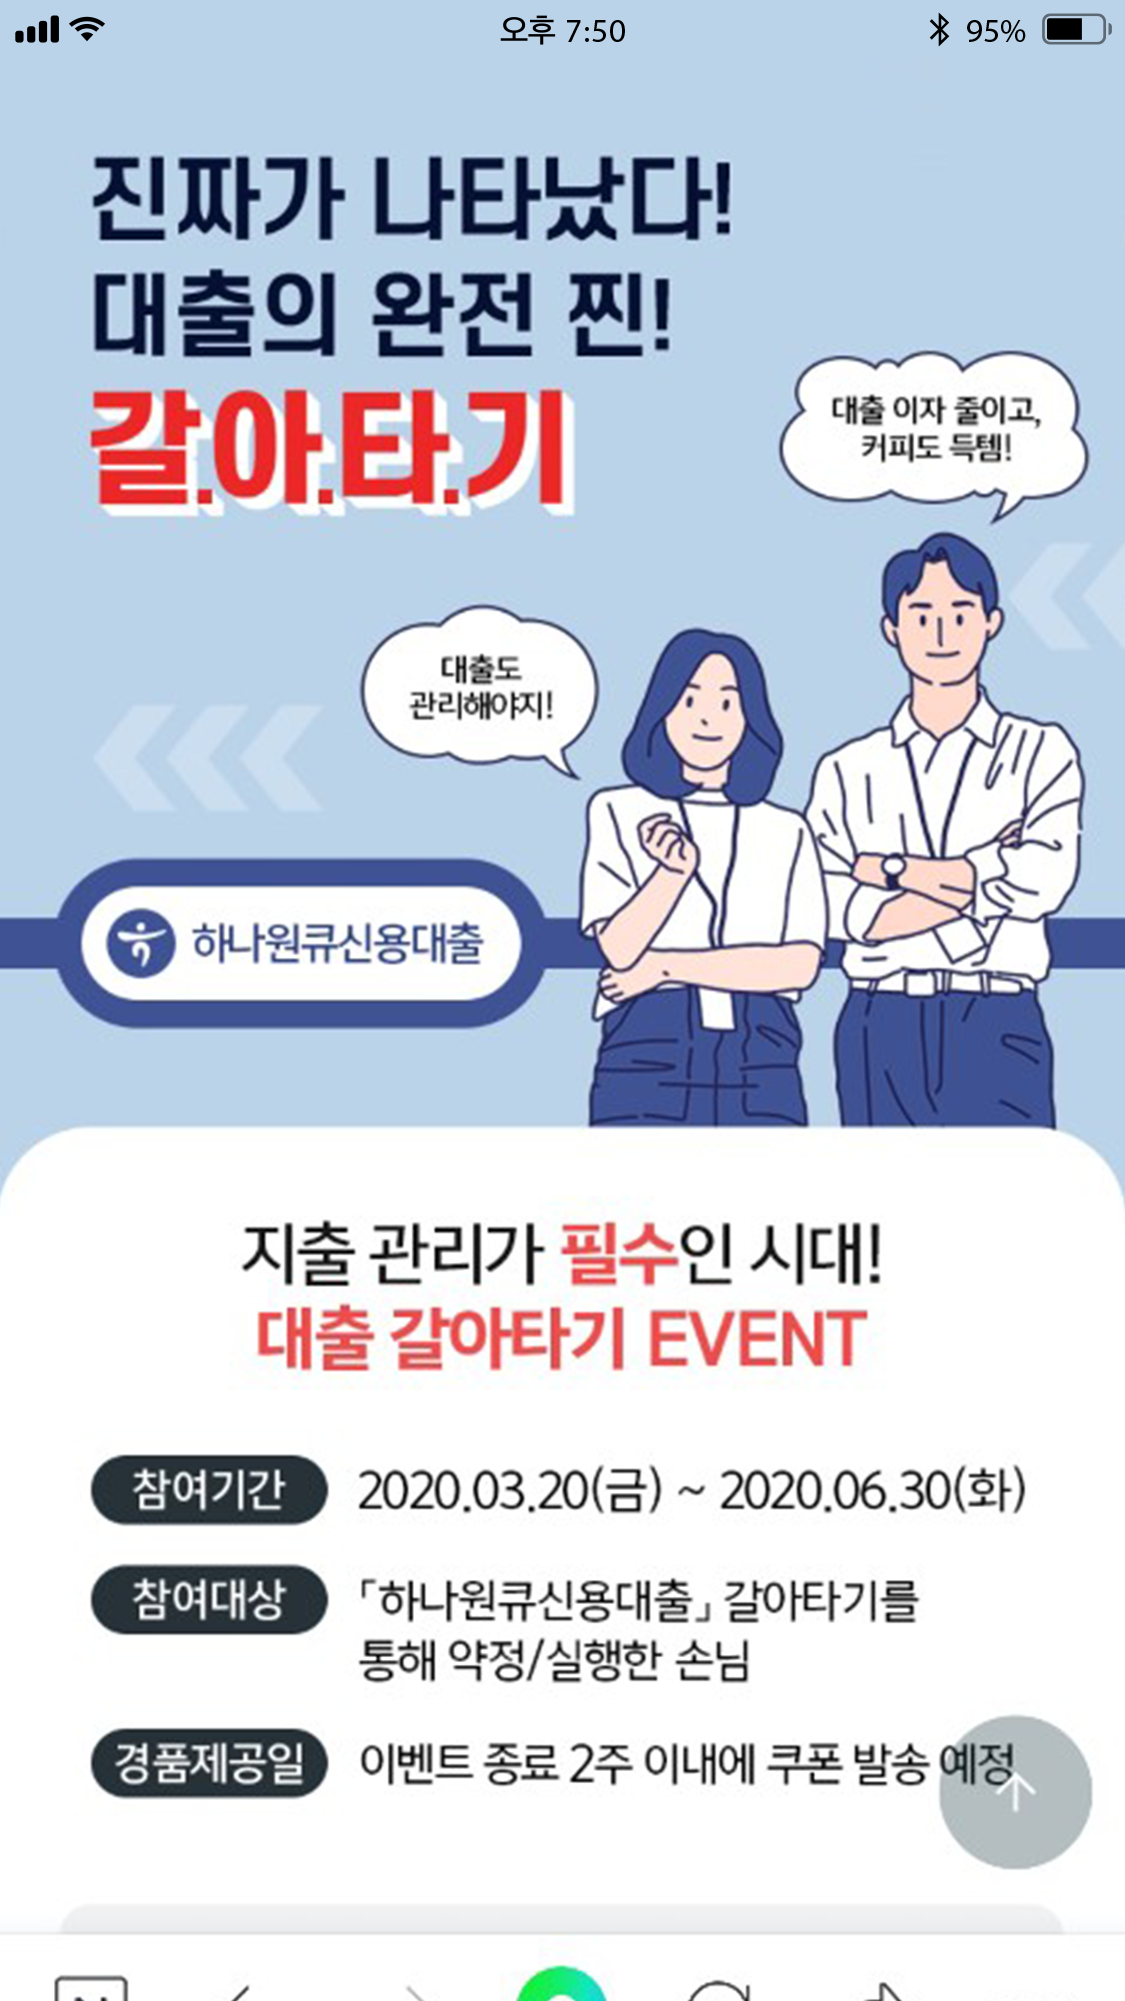 오후 7:50
95%
진짜가 나타났다!
대출의 완전 찐!
갈.아.타.기
대출 이자 줄이고,
커피도 득템!
대출도
관리해야지!
하나원큐신용대출
지출 관리가 필수인 시대!
대출 갈아타기 EVENT
참여기간 2020.03.20(금) ~ 2020.06.30(화)
참여대상 「하나원큐신용대출」 갈아타기를
통해 약정/실행한 손님
경품제공일 이벤트 종료 2주 이내에 쿠폰 발송 예정